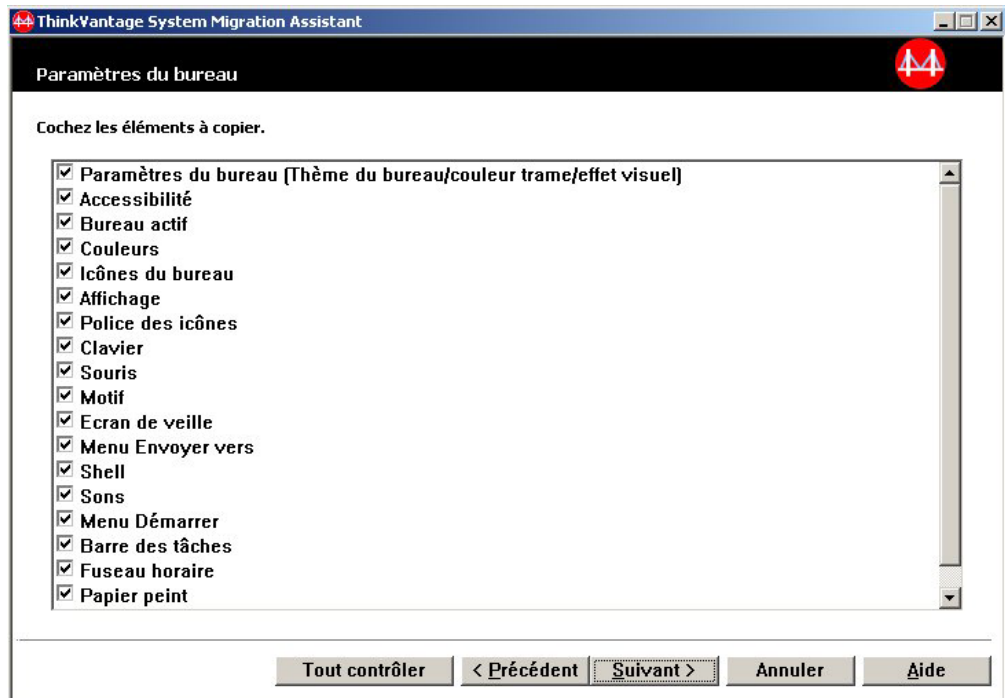 ThinkVantage System Migration Assistant
Paramètres du bureau
Cochez les éléments à copier.
Paramètres du bureau (Thème du bureau/couleur trame/effet visuel)
Accessibilité
Bureau actif
Couleurs
Icônes du bureau
Affichage
Police des icônes
Clavier
Souris
Motif
Ecran de veille
Menu Envoyer vers
Shell
Sons
Menu Démarrer
Barre des tâches
Fuseau horaire
Papier peint
Tout contrôler
< Précédent
Suivant >
Annuler
Aide